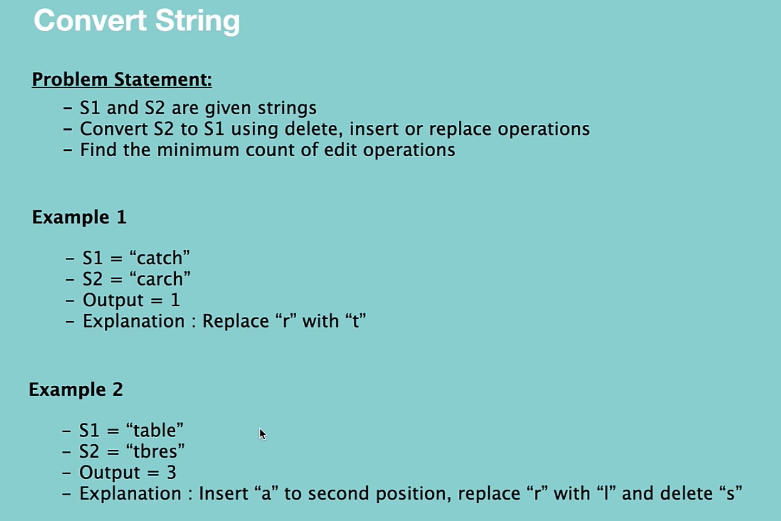 Convert String
Problem Statement:
– S1 and S2 are given strings
– Convert S2 to S1 using delete, insert or replace operations
– Find the minimum count of edit operations
Example 1
– S1 = “catch”
– S2 = “carch”
– Output = 1
– Explanation : Replace “r” with “t”
Example 2
– S1 = “table”
– S2 = “tbres”
– Output = 3
– Explanation : Insert “a” to second position, replace “r” with “l” and delete “s”